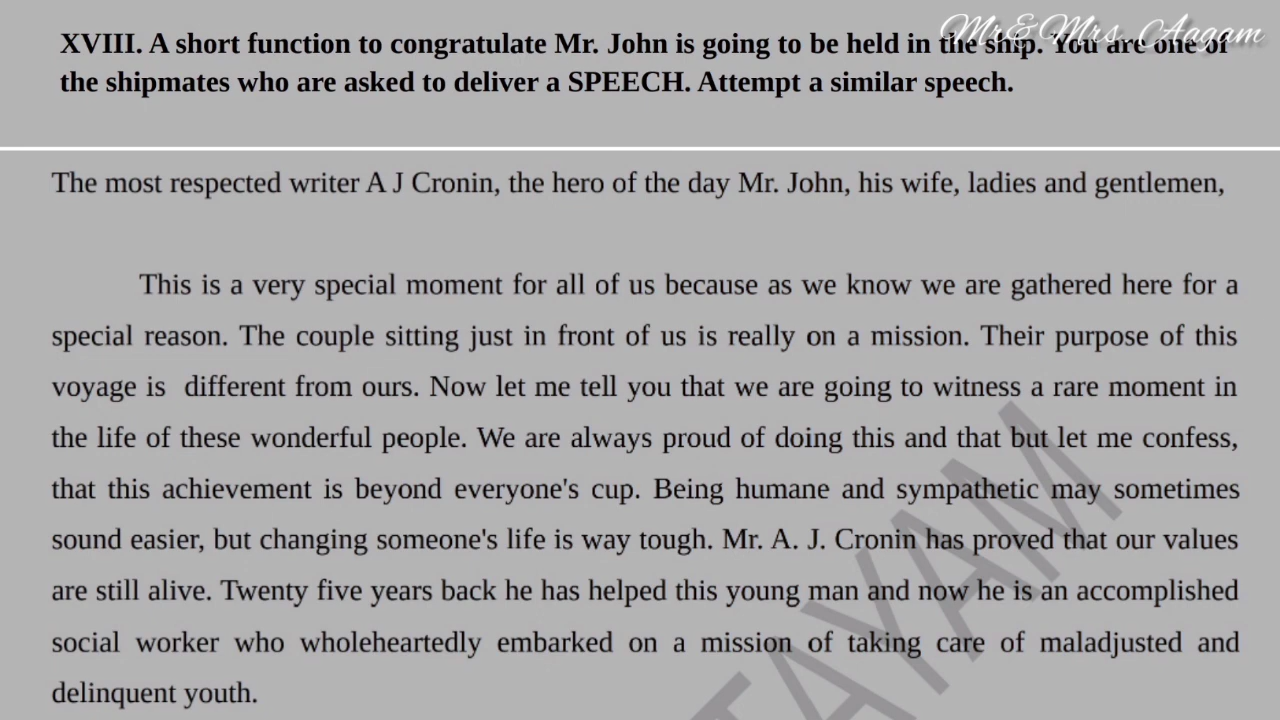 Mr&Mrs. Aagam
XVIII. A short function to congratulate Mr. John is going to be held in the ship. You are one of
the shipmates who are asked to deliver a SPEECH. Attempt a similar speech.
The most respected writer A J Cronin, the hero of the day Mr. John, his wife, ladies and gentlemen,
This is a very special moment for all of us because as we know we are gathered here for a
special reason. The couple sitting just in front of us is really on a mission. Their purpose of this
voyage is different from ours. Now let me tell you that we are going to witness a rare moment in
the life of these wonderful people. We are always proud of doing this and that but let me confess,
that this achievement is beyond everyone's cup. Being humane and sympathetic may sometimes
sound easier, but changing someone's life is way tough. Mr. A. J. Cronin has proved that our values
are still alive. Twenty five years back he has helped this young man and now he is an accomplished
social worker who wholeheartedly embarked on a mission of taking care of maladjusted and
delinquent youth.